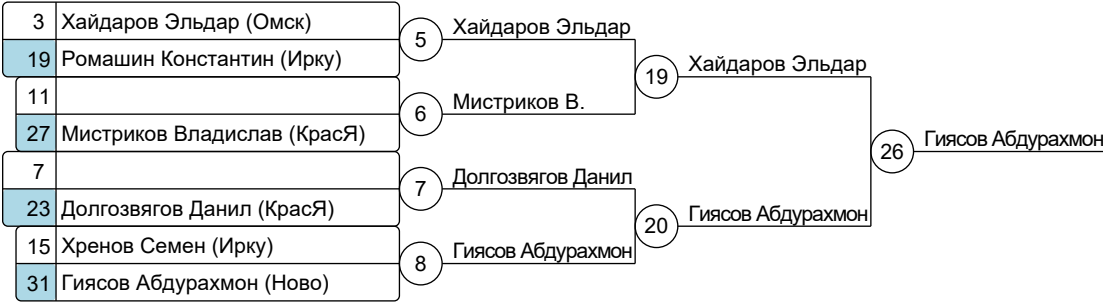 3 Хайдаров Эльдар (Омск)
19 Ромашин Константин (Ирку)
11
27 Мистриков Владислав (КрасЯ)
7
23 Долгозвягов Данил (КрасЯ)
15 Хренов Семен (Ирку)
31 Гиясов Абдурахмон (Ново)
5 Хайдаров Эльдар
6 Мистриков В.
7 Долгозвягов Данил
8 Гиясов Абдурахмон
19 Хайдаров Эльдар
20 Гиясов Абдурахмон
26 Гиясов Абдурахмон